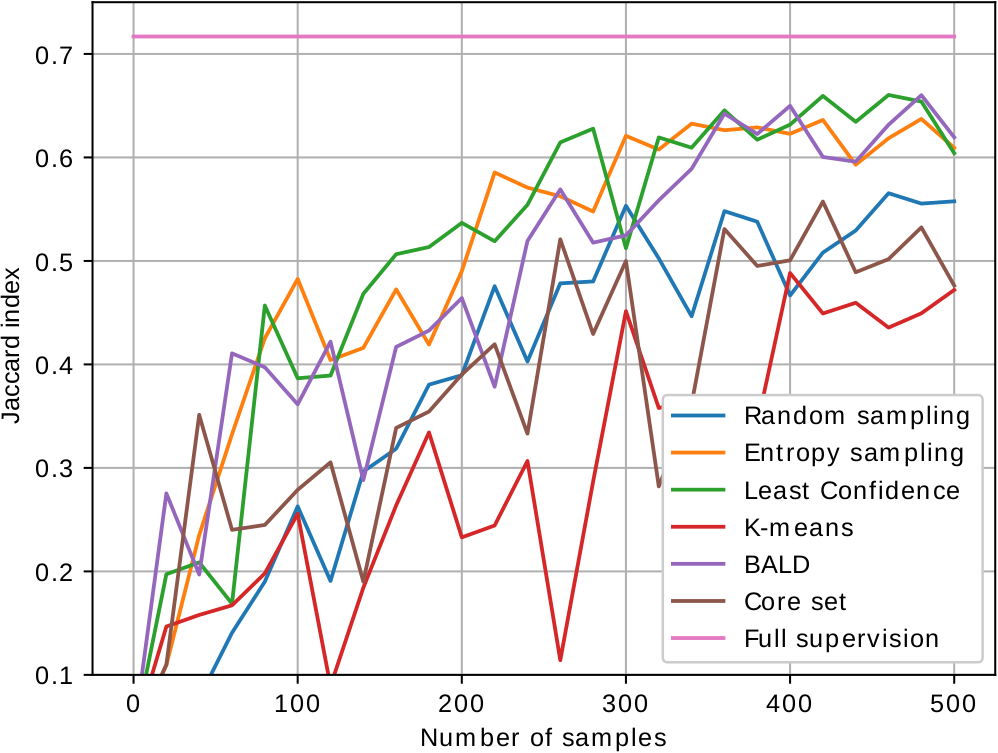 0.7
0.6
0.5
0.4
0.3
0.2
0.1
Jaccard index
Random sampling
Entropy sampling
Least Confidence
K-means
BALD
Core set
Full supervision
0 100 200 300 400 500
Number of samples